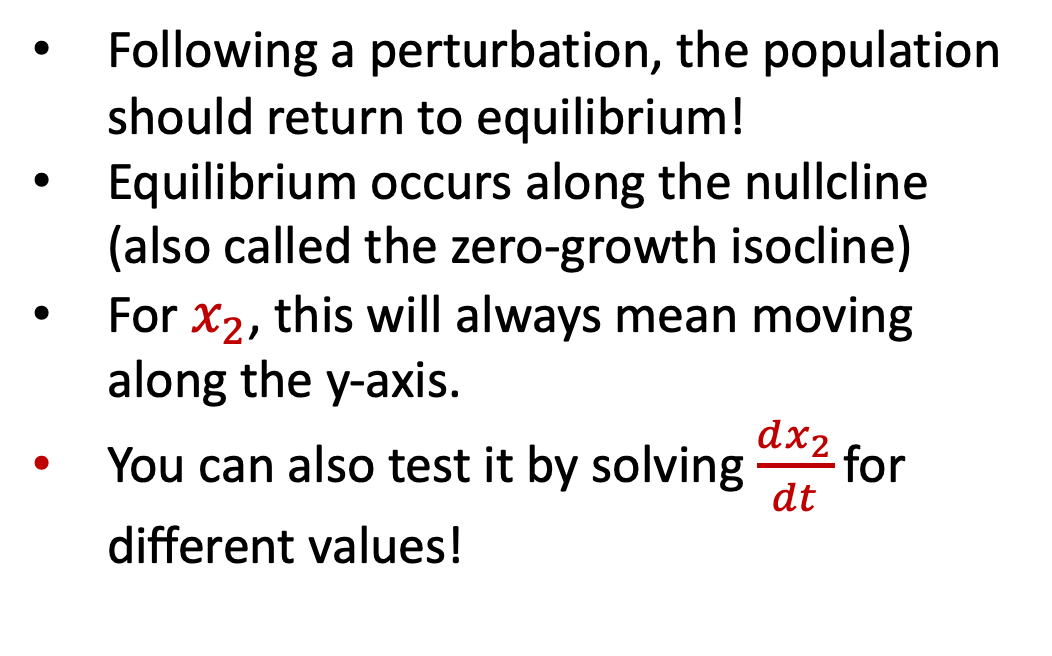 • Following a perturbation, the population
should return to equilibrium!
• Equilibrium occurs along the nullcline
(also called the zero-growth isocline)
• For x₂, this will always mean moving
along the y-axis.
• You can also test it by solving dx₂/dt for
different values!